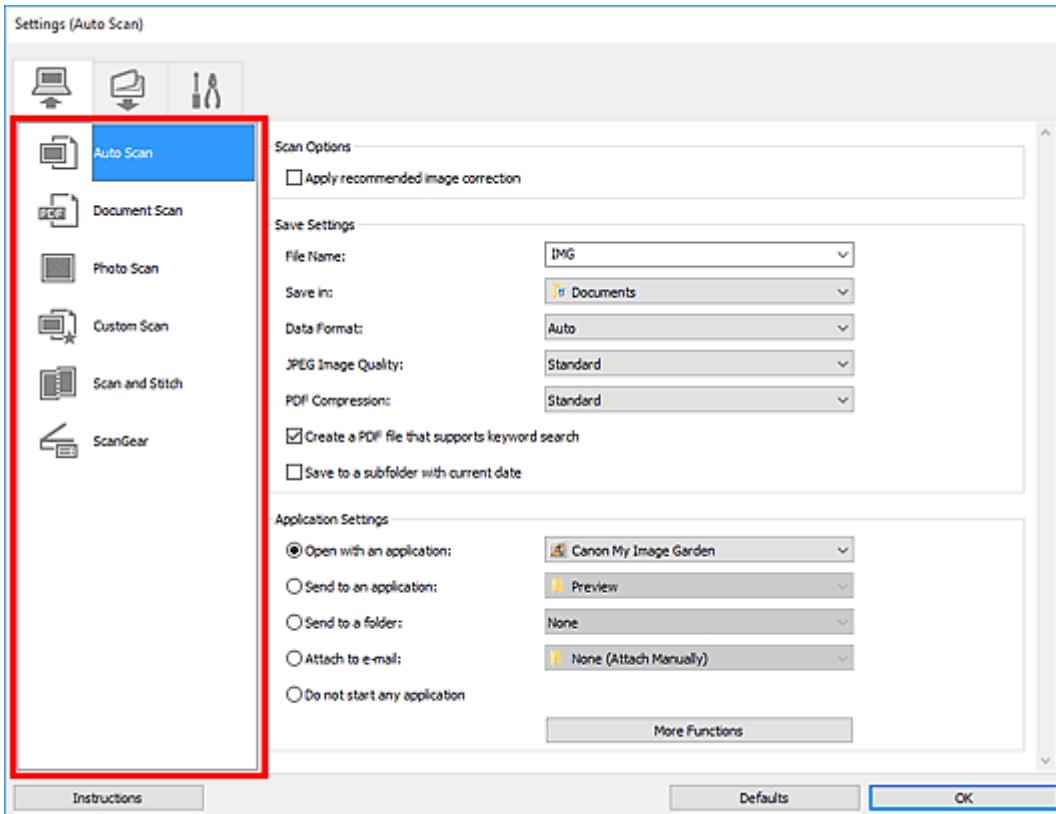 Settings (Auto Scan)
Auto Scan
PDF
Document Scan
Photo Scan
Custom Scan
Scan and Stitch
ScanGear
Scan Options
Apply recommended image correction
Save Settings
File Name: IMG
Save in: Documents
Data Format: Auto
JPEG Image Quality: Standard
PDF Compression: Standard
Create a PDF file that supports keyword search
Save to a subfolder with current date
Application Settings
Open with an application: Canon My Image Garden
Send to an application: Preview
Send to a folder: None
Attach to e-mail: None (Attach Manually)
Do not start any application
More Functions
Instructions Defaults OK